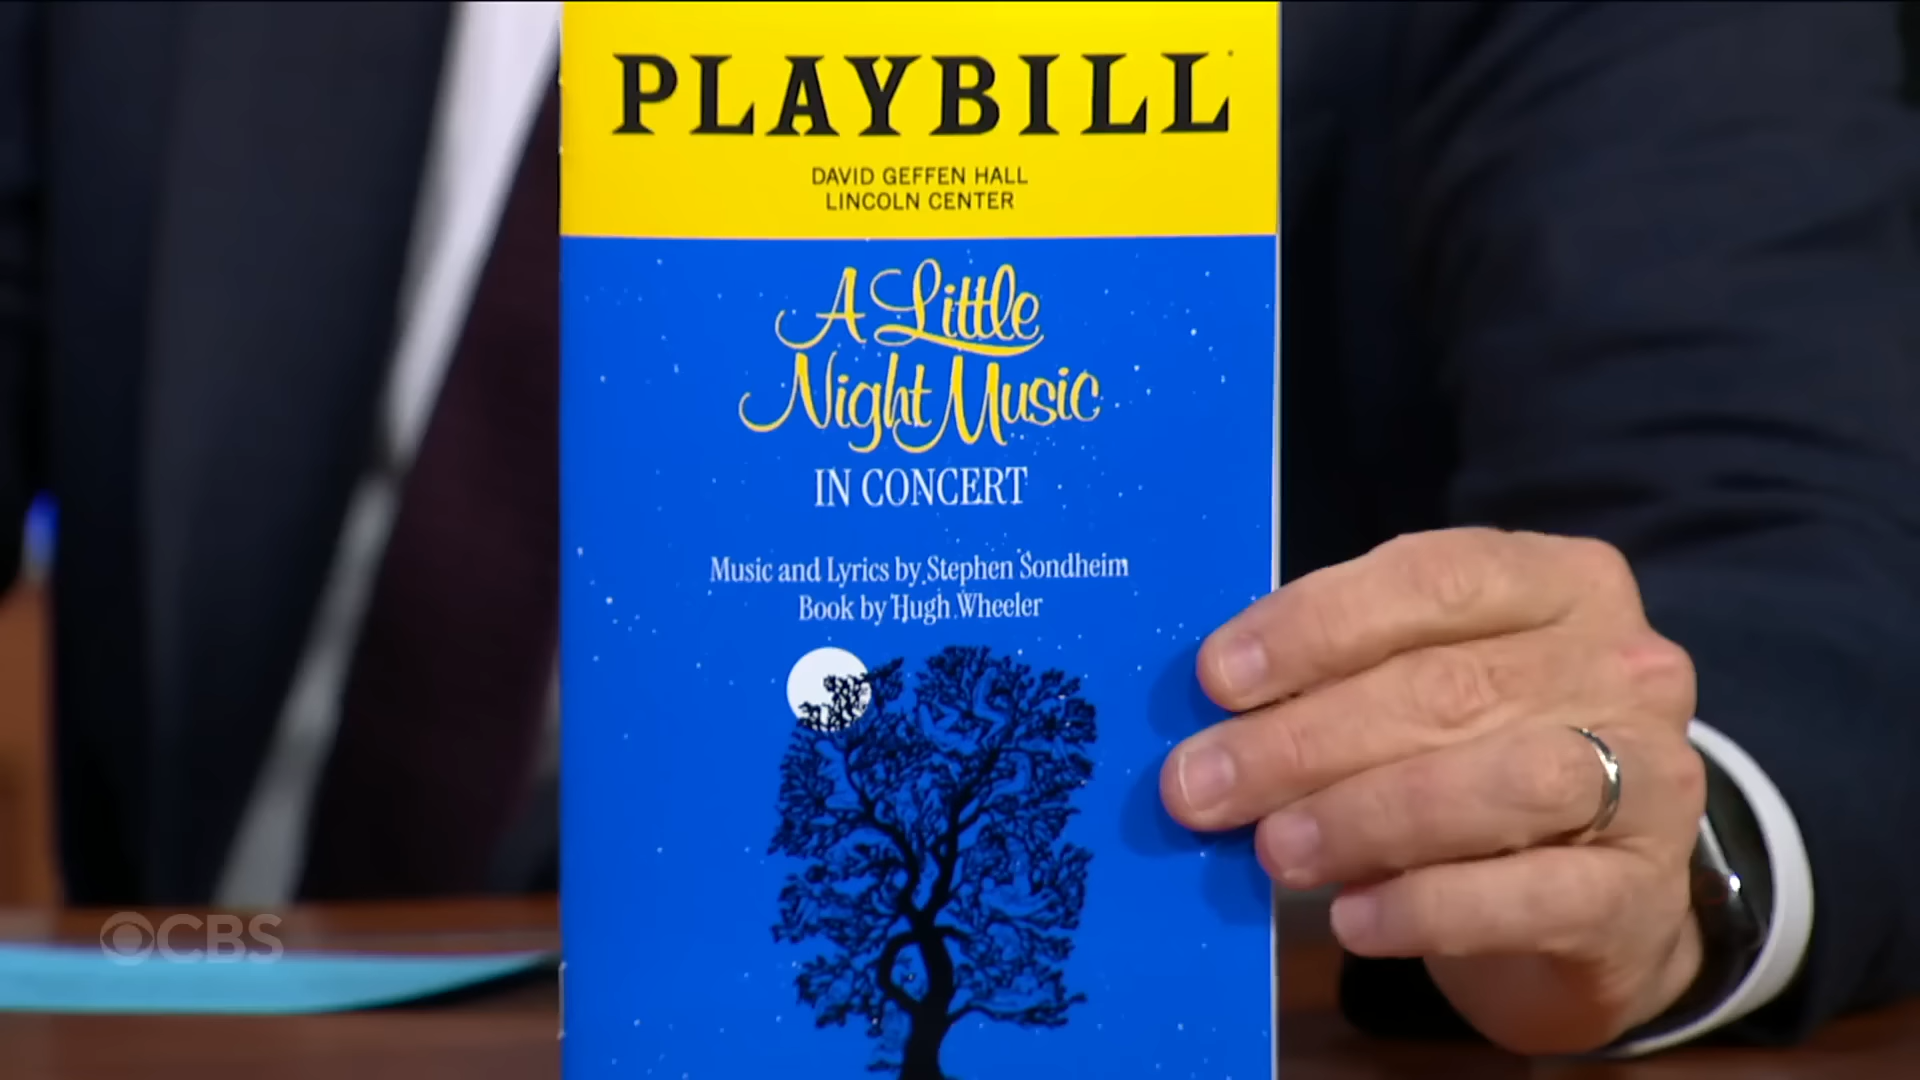 PLAYBILL
DAVID GEFFEN HALL
LINCOLN CENTER
A Little
Night Music
IN CONCERT
Music and Lyrics by Stephen Sondheim
Book by Hugh Wheeler
CBS